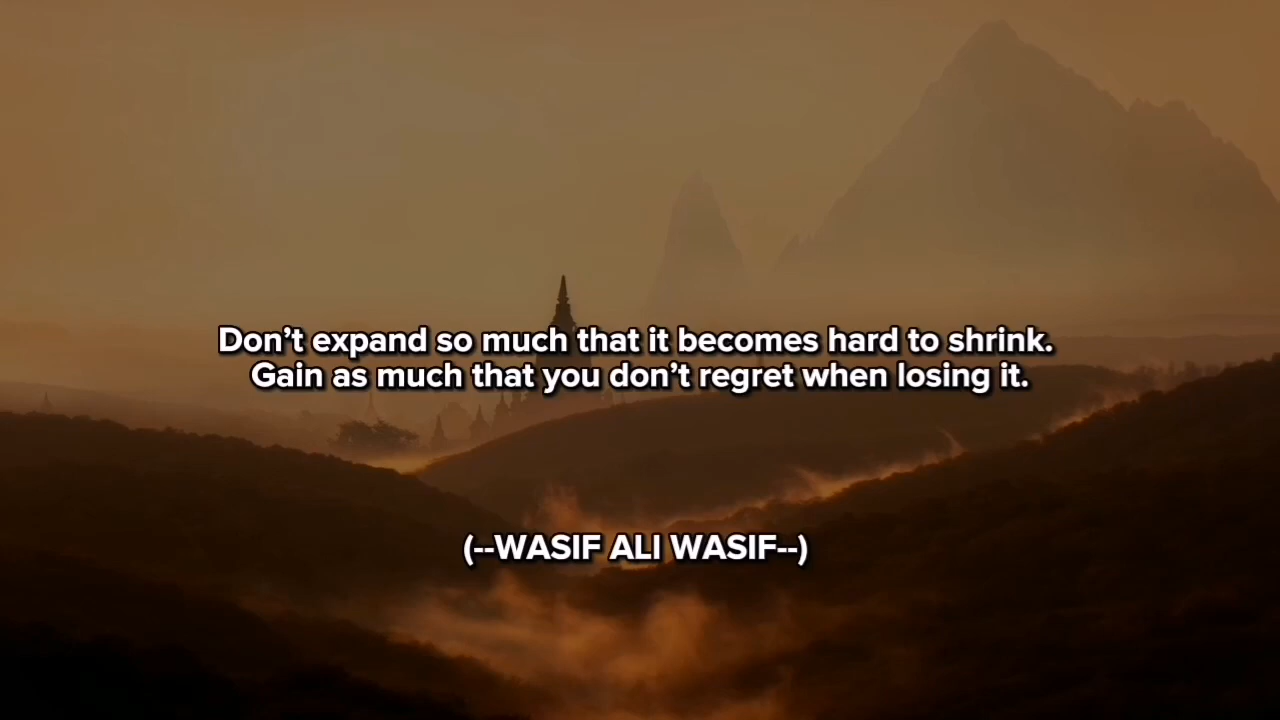 Don’t expand so much that it becomes hard to shrink.
Gain as much that you don’t regret when losing it.
(--WASIF ALI WASIF--)